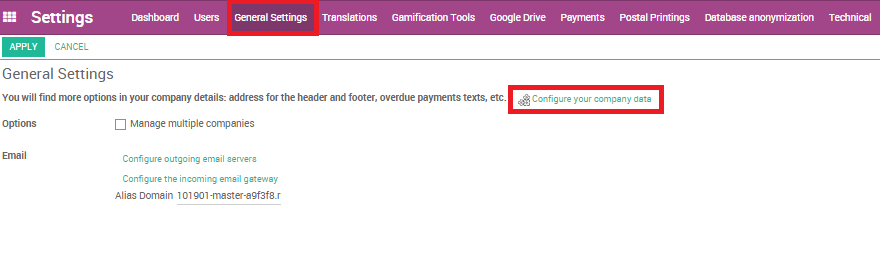 Settings Dashboard Users General Settings Translations Gamification Tools Google Drive Payments Postal Printings Database anonymization Technical
APPLY CANCEL
General Settings
You will find more options in your company details: address for the header and footer, overdue payments texts, etc. Configure your company data
Options Manage multiple companies
Email Configure outgoing email servers
Configure the incoming email gateway
Alias Domain 101901-master-a9f3f8.r